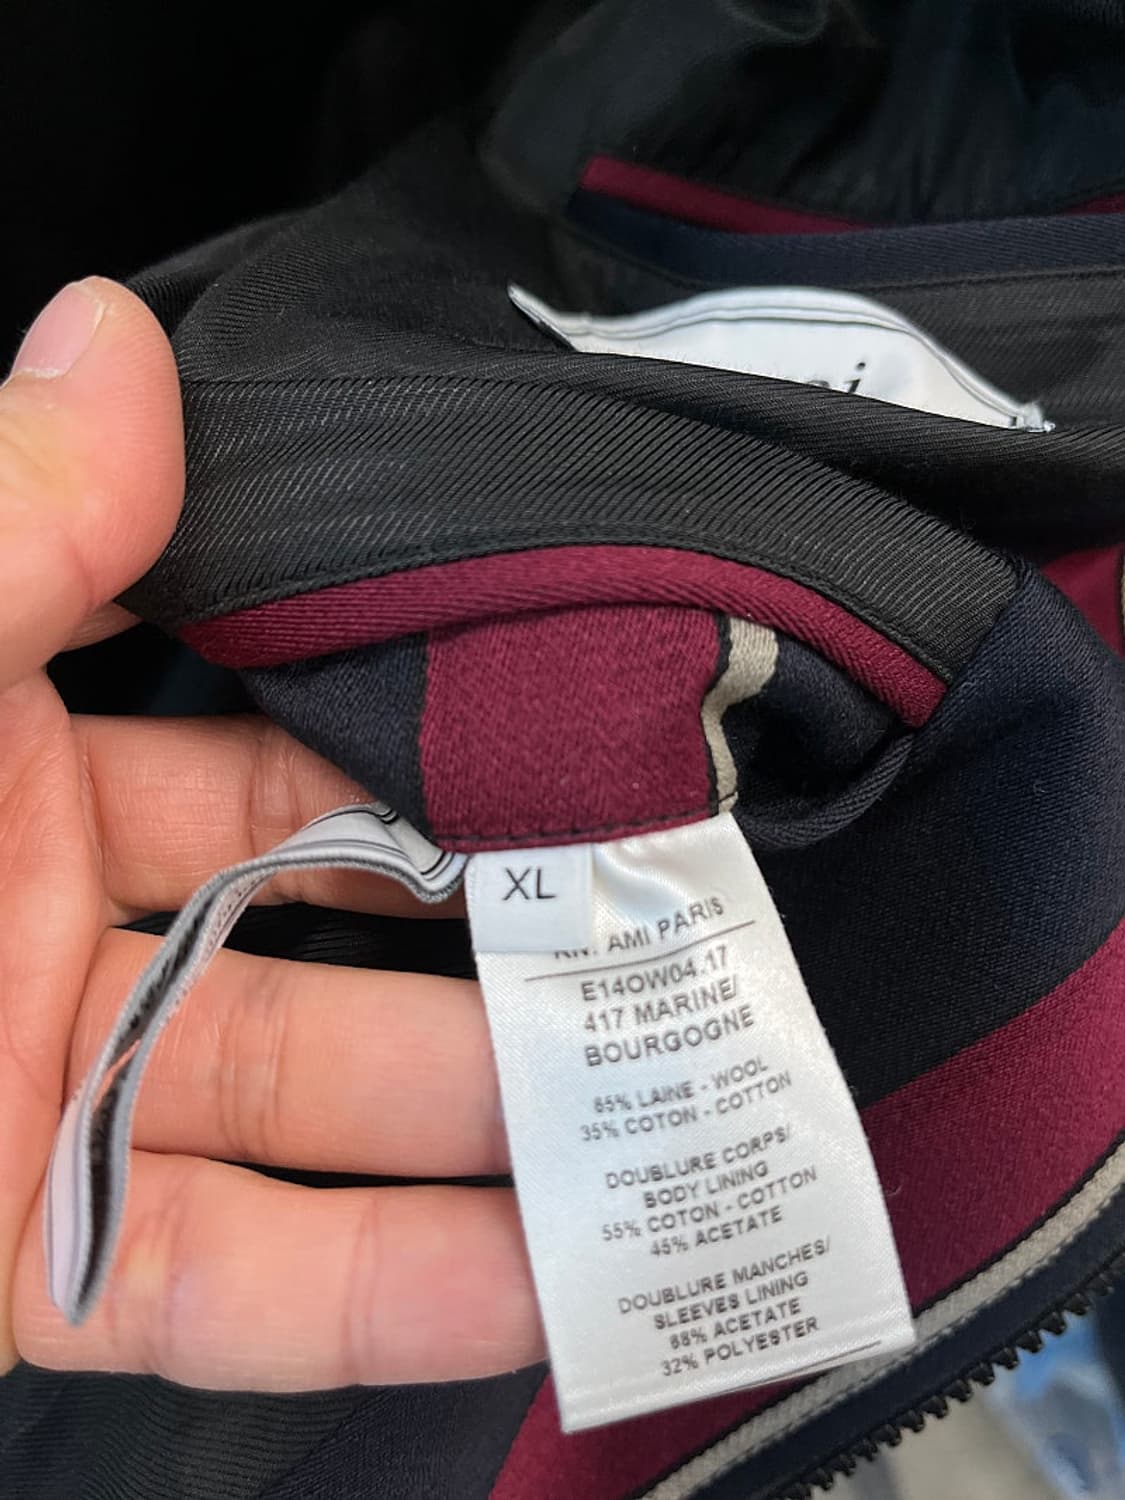 XL
AMI PARIS
E14OW04.17
417 MARINE/
BOURGOGNE
65% LAINE - WOOL
35% COTON - COTTON
DOUBLURE CORPS/
BODY LINING
55% COTON - COTTON
45% ACETATE
DOUBLURE MANCHES/
SLEEVES LINING
68% ACETATE
32% POLYESTER